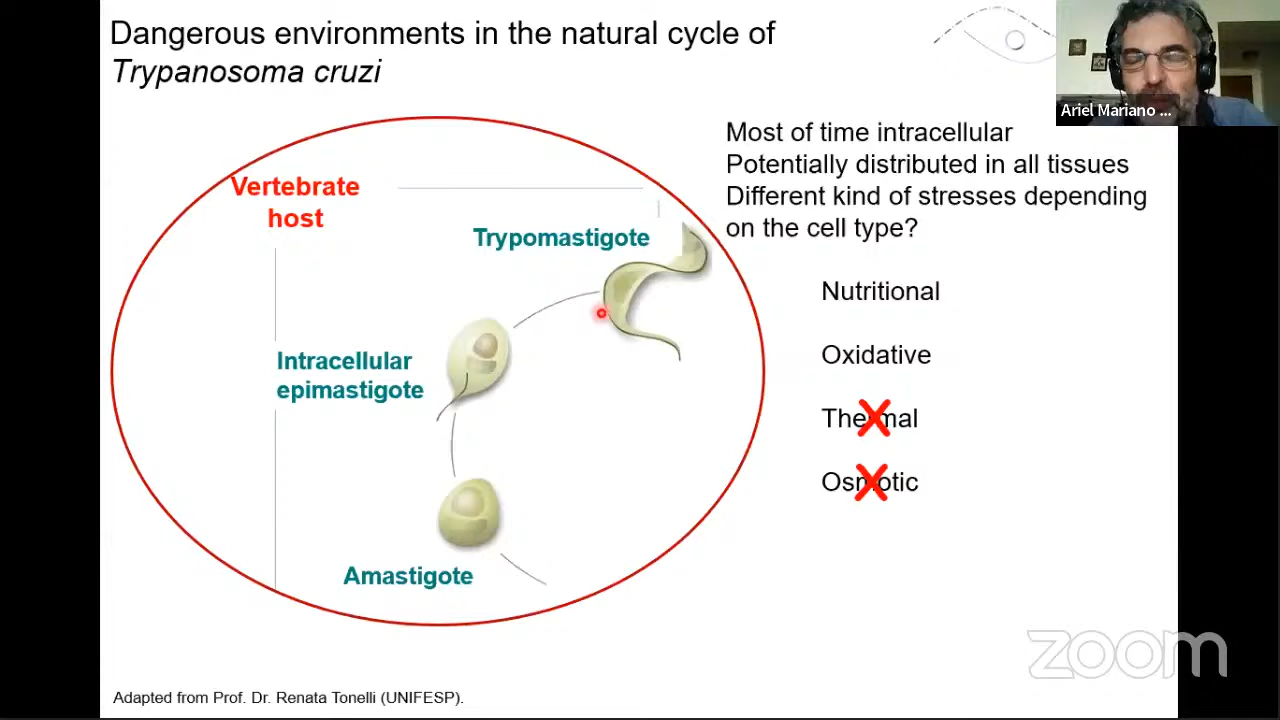 Dangerous environments in the natural cycle of
Trypanosoma cruzi
Ariel Mariano ...
Most of time intracellular
Potentially distributed in all tissues
Different kind of stresses depending
on the cell type?
Vertebrate
host
Trypomastigote
Intracellular
epimastigote
Amastigote
Nutritional
Oxidative
Thermal
Osmotic
Adapted from Prof. Dr. Renata Tonelli (UNIFESP).
zoom